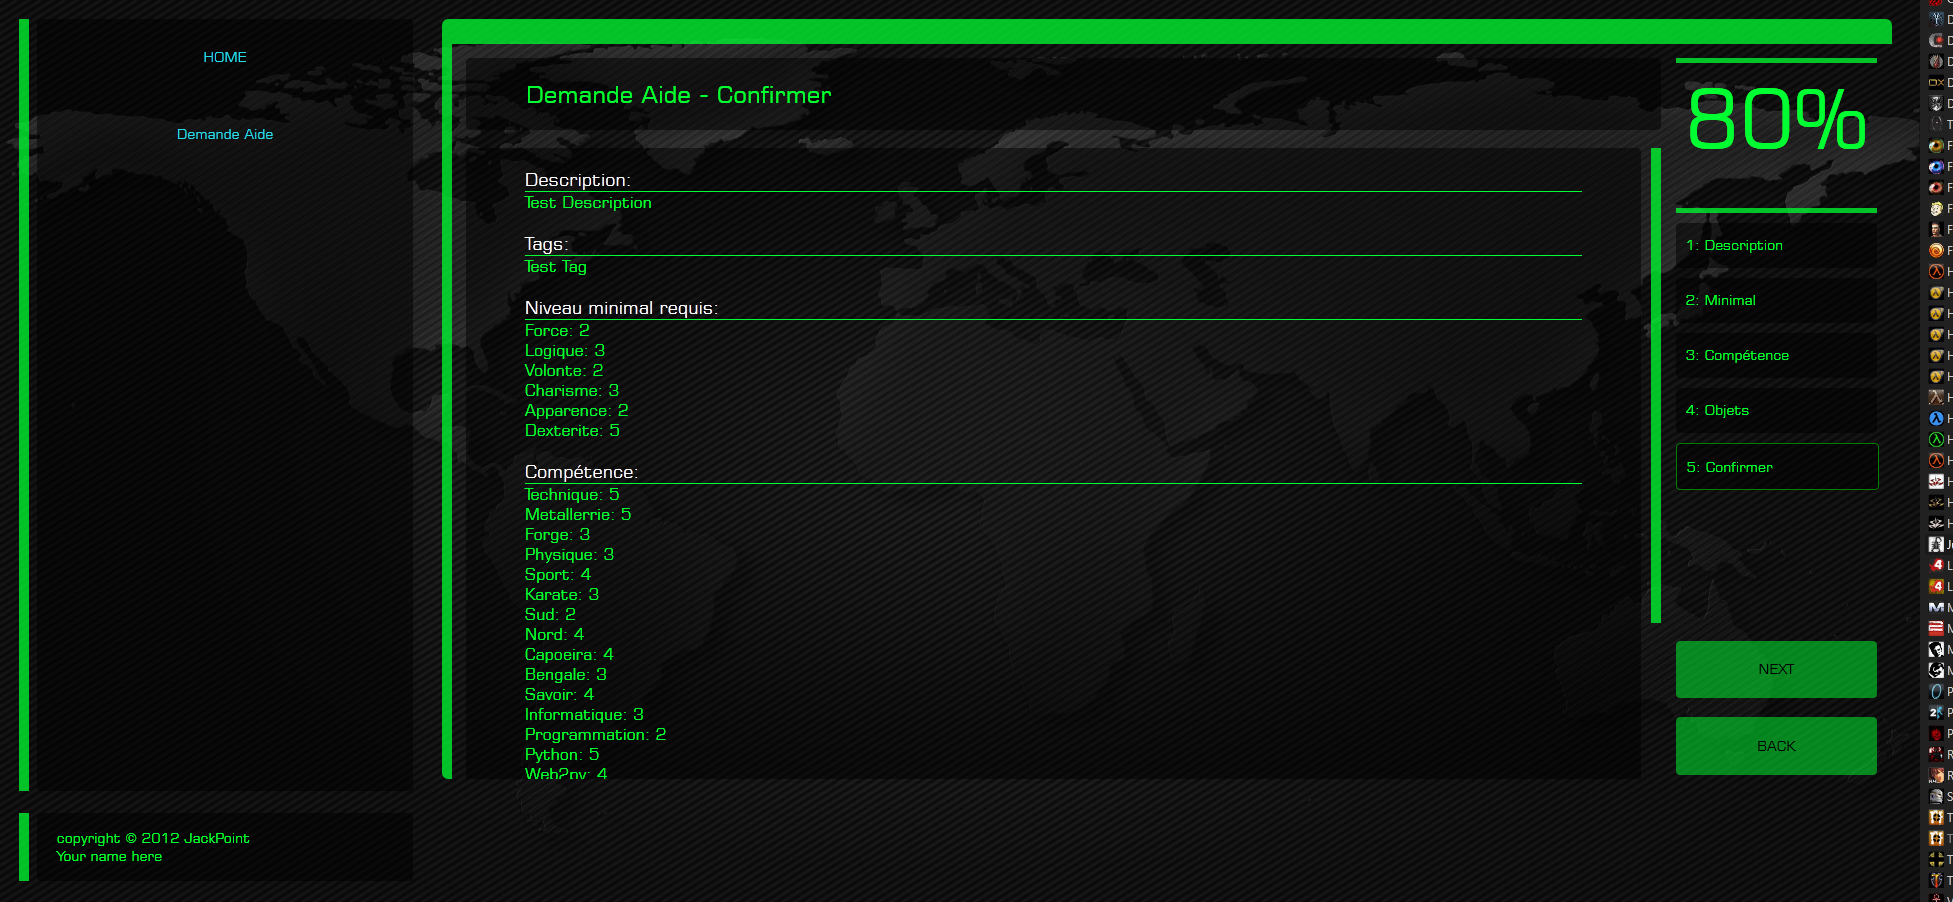 HOME
Demande Aide
copyright © 2012 JackPoint
Your name here
Demande Aide - Confirmer
Description:
Test Description
Tags:
Test Tag
Niveau minimal requis:
Force: 2
Logique: 3
Volonte: 2
Charisme: 3
Apparence: 2
Dexterite: 5
Compétence:
Technique: 5
Metallerrie: 5
Forge: 3
Physique: 3
Sport: 4
Karate: 3
Sud: 2
Nord: 4
Capoeira: 4
Bengale: 3
Savoir: 4
Informatique: 3
Programmation: 2
Python: 5
Web2py: 4
80%
1: Description
2: Minimal
3: Compétence
4: Objets
5: Confirmer
NEXT
BACK